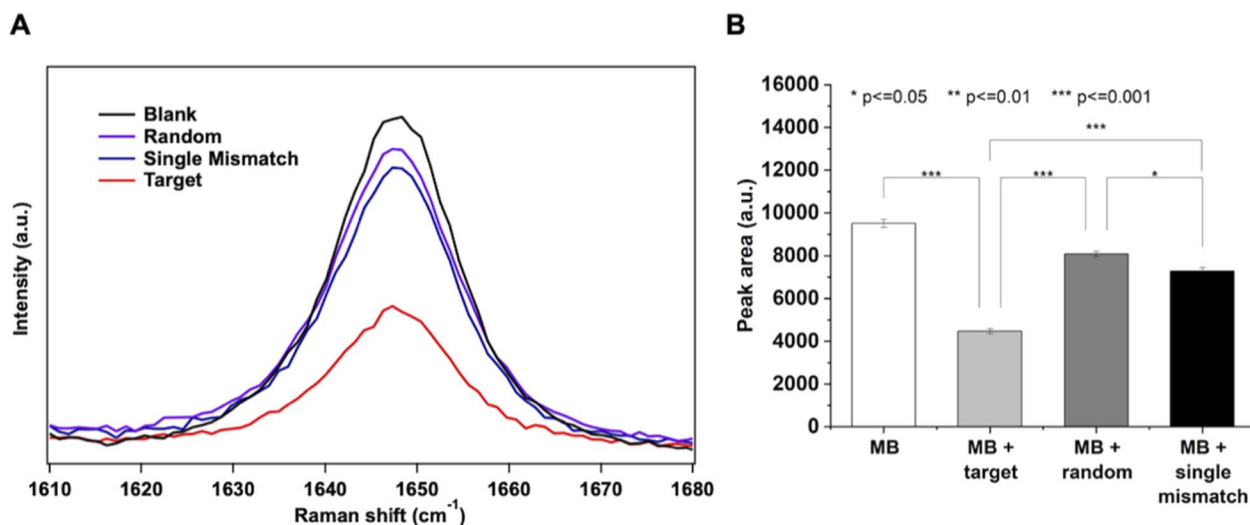 A
Blank
Random
Single Mismatch
Target
Intensity (a.u.)
1610 1620 1630 1640 1650 1660 1670 1680
Raman shift (cm⁻¹)
B
* p<=0.05 ** p<=0.01 *** p<=0.001
***
*** *** *
Peak area (a.u.)
16000
14000
12000
10000
8000
6000
4000
2000
0
MB MB + MB + MB +
target random single
mismatch